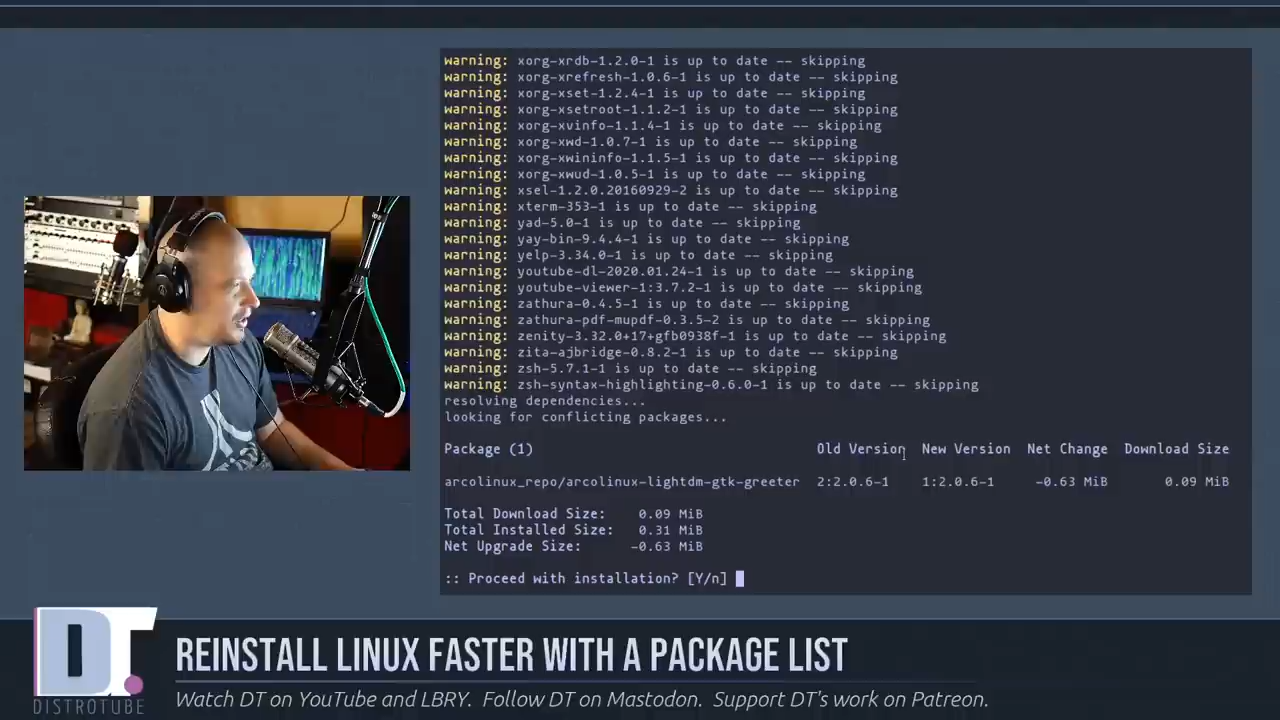 warning: xorg-xrdb-1.2.0-1 is up to date -- skipping
warning: xorg-xrefresh-1.0.6-1 is up to date -- skipping
warning: xorg-xset-1.2.4-1 is up to date -- skipping
warning: xorg-xsetroot-1.1.2-1 is up to date -- skipping
warning: xorg-xvinfo-1.1.4-1 is up to date -- skipping
warning: xorg-xwd-1.0.7-1 is up to date -- skipping
warning: xorg-xwininfo-1.1.5-1 is up to date -- skipping
warning: xorg-xwud-1.0.5-1 is up to date -- skipping
warning: xsel-1.2.0.20160929-2 is up to date -- skipping
warning: xterm-353-1 is up to date -- skipping
warning: yad-5.0-1 is up to date -- skipping
warning: yay-bin-9.4.4-1 is up to date -- skipping
warning: yelp-3.34.0-1 is up to date -- skipping
warning: youtube-dl-2020.01.24-1 is up to date -- skipping
warning: youtube-viewer-1:3.7.2-1 is up to date -- skipping
warning: zathura-0.4.5-1 is up to date -- skipping
warning: zathura-pdf-mupdf-0.3.5-2 is up to date -- skipping
warning: zenity-3.32.0+17+gfb0938f-1 is up to date -- skipping
warning: zita-ajbridge-0.8.2-1 is up to date -- skipping
warning: zsh-5.7.1-1 is up to date -- skipping
warning: zsh-syntax-highlighting-0.6.0-1 is up to date -- skipping
resolving dependencies...
looking for conflicting packages...
Package (1) Old Version New Version Net Change Download Size
arcolinux_repo/arcolinux-lightdm-gtk-greeter 2:2.0.6-1 1:2.0.6-1 -0.63 MiB 0.09 MiB
Total Download Size: 0.09 MiB
Total Installed Size: 0.31 MiB
Net Upgrade Size: -0.63 MiB
:: Proceed with installation? [Y/n]
DT.
DISTROTUBE
REINSTALL LINUX FASTER WITH A PACKAGE LIST
Watch DT on YouTube and LBRY. Follow DT on Mastodon. Support DT's work on Patreon.